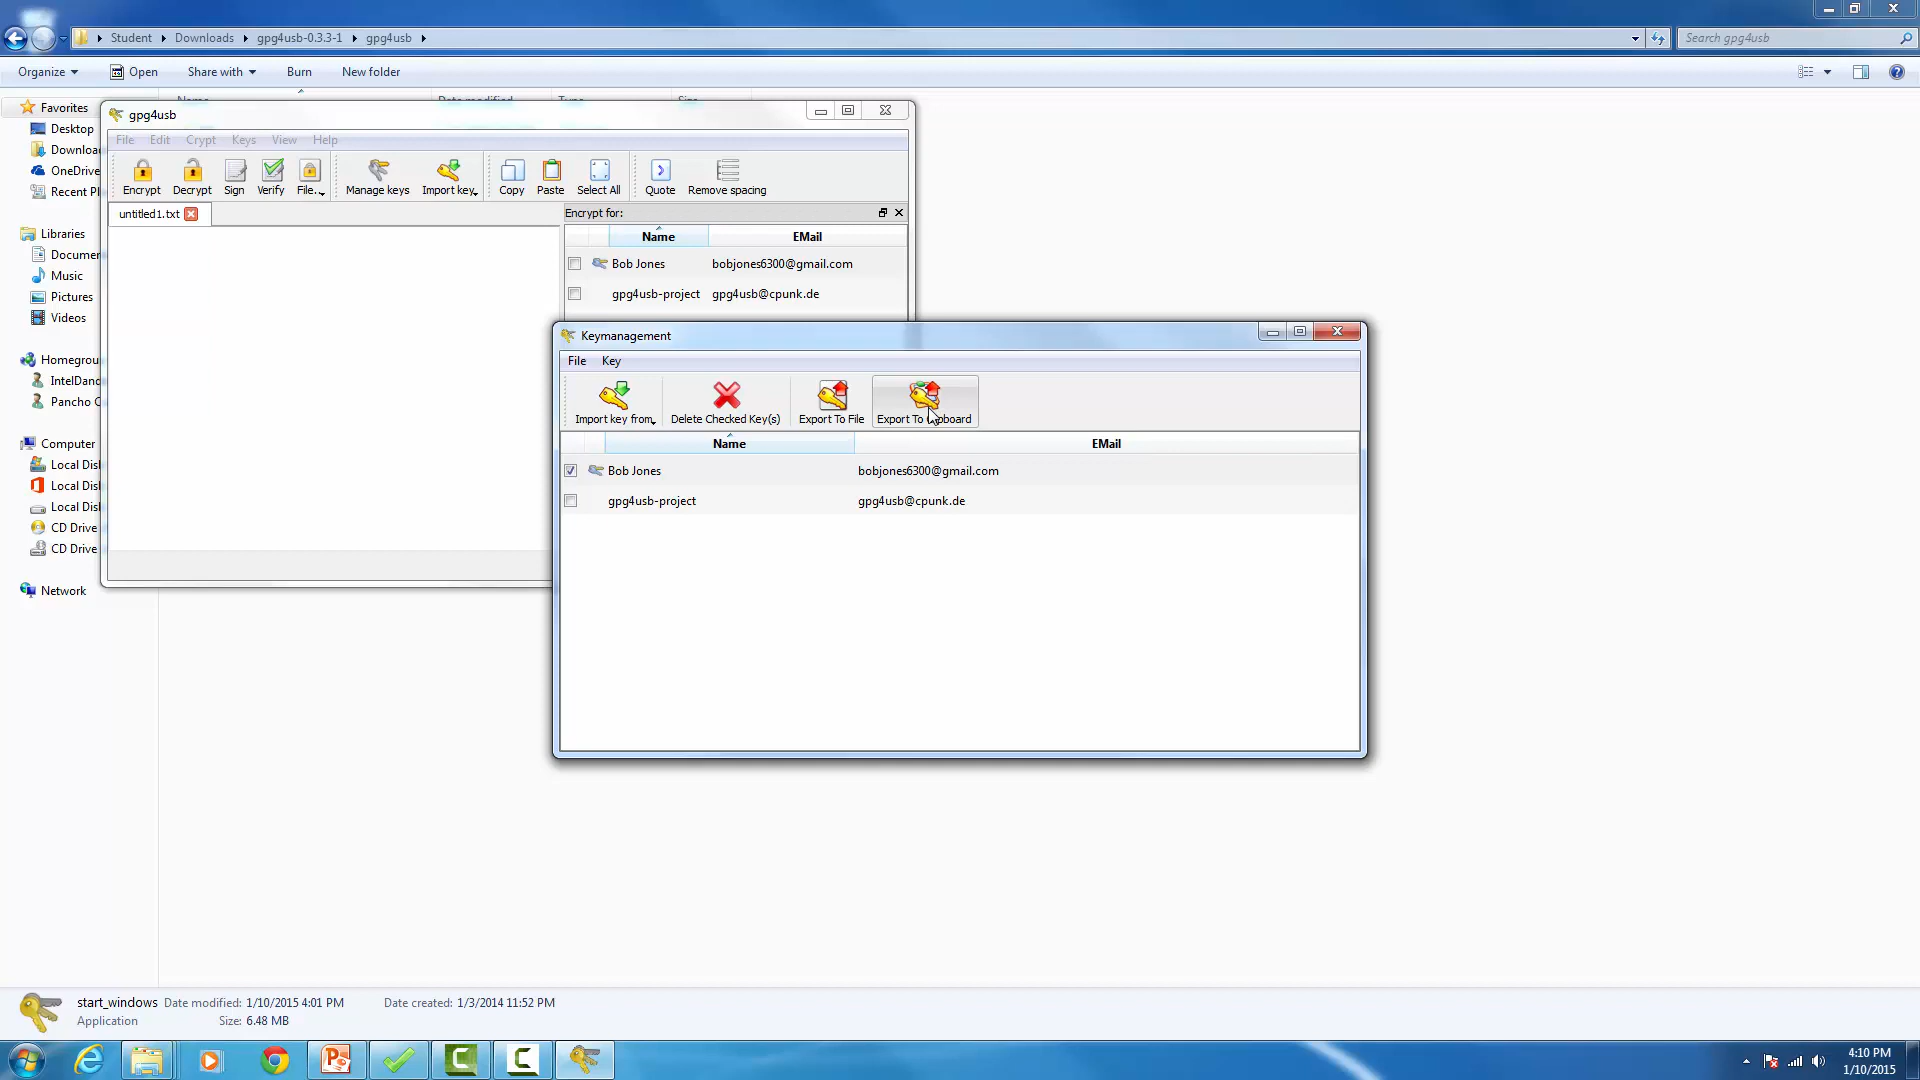 Student Downloads gpg4usb-0.3.3-1 gpg4usb
Search gpg4usb
Organize Open Share with Burn New folder
Favorites
Desktop
OneDrive
Libraries
Music
Pictures
Videos
Computer
CD Drive
CD Drive
Network
gpg4usb
File Edit Crypt Keys View Help
Encrypt Decrypt Sign Verify File.. Manage keys Import key Copy Paste Select All Quote Remove spacing
untitled1.txt
Encrypt for:
Name EMail
Bob Jones bobjones6300@gmail.com
gpg4usb-project gpg4usb@cpunk.de
Keymanagement
File Key
Import key from Delete Checked Key(s) Export To File Export To
Name EMail
Bob Jones bobjones6300@gmail.com
gpg4usb-project gpg4usb@cpunk.de
start_windows Date modified: 1/10/2015 4:01 PM Date created: 1/3/2014 11:52 PM
Application Size: 6.48 MB
4:10 PM
1/10/2015